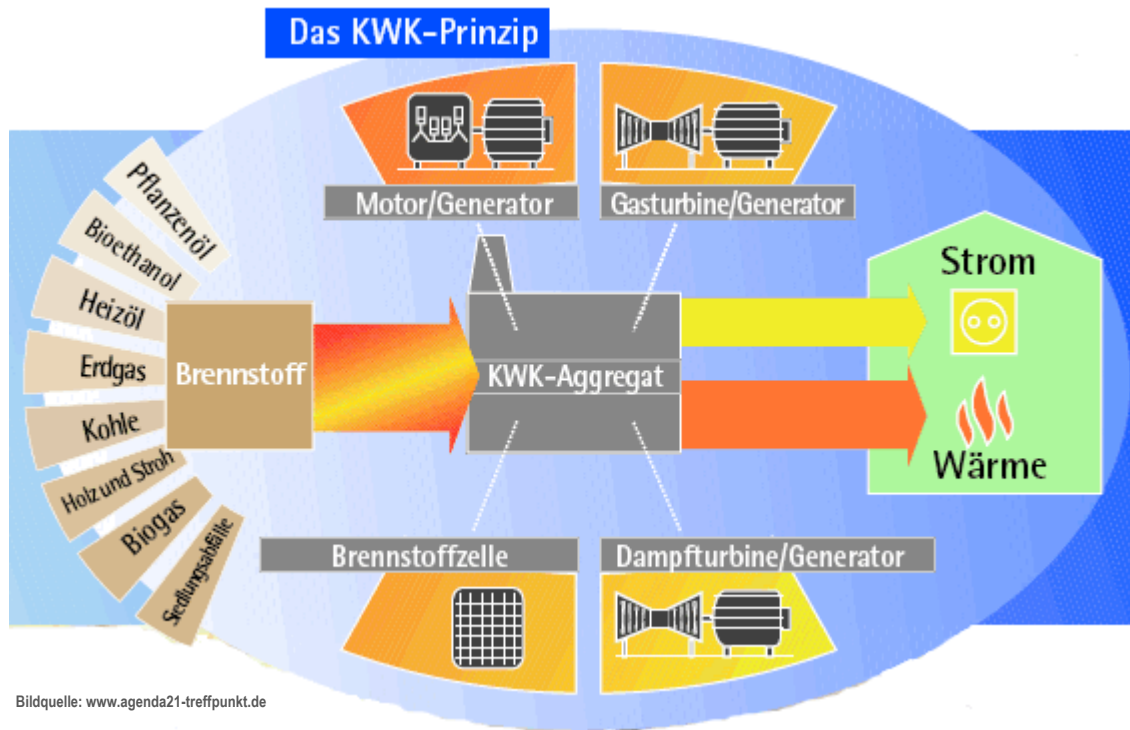 Das KWK-Prinzip
Motor/Generator
Gasturbine/Generator
Pflanzenöl
Bioethanol
Heizöl
Erdgas
Kohle
Holz und Stroh
Biogas
Siedlungsabfälle
Brennstoff
KWK-Aggregat
Strom
Wärme
Brennstoffzelle
Dampfturbine/Generator
Bildquelle: www.agenda21-treffpunkt.de